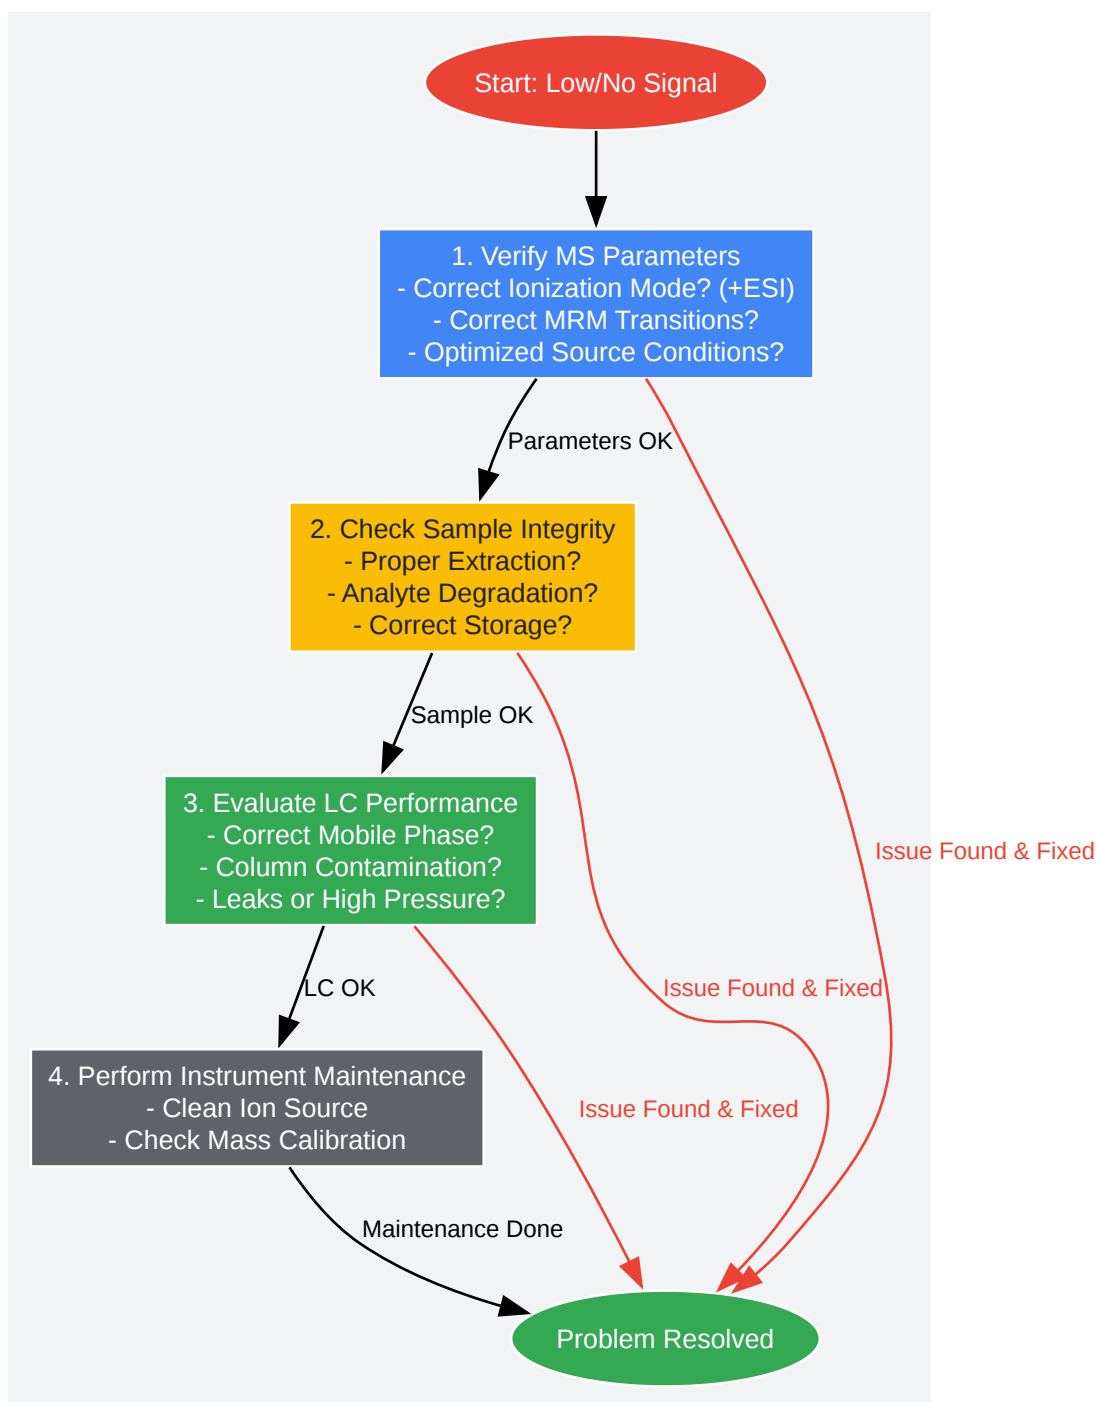 Start: Low/No Signal
1. Verify MS Parameters
- Correct Ionization Mode? (+ESI)
- Correct MRM Transitions?
- Optimized Source Conditions?
Parameters OK
2. Check Sample Integrity
- Proper Extraction?
- Analyte Degradation?
- Correct Storage?
Sample OK
3. Evaluate LC Performance
- Correct Mobile Phase?
- Column Contamination?
- Leaks or High Pressure?
Issue Found & Fixed
LC OK
Issue Found & Fixed
4. Perform Instrument Maintenance
- Clean Ion Source
- Check Mass Calibration
Issue Found & Fixed
Maintenance Done
Problem Resolved